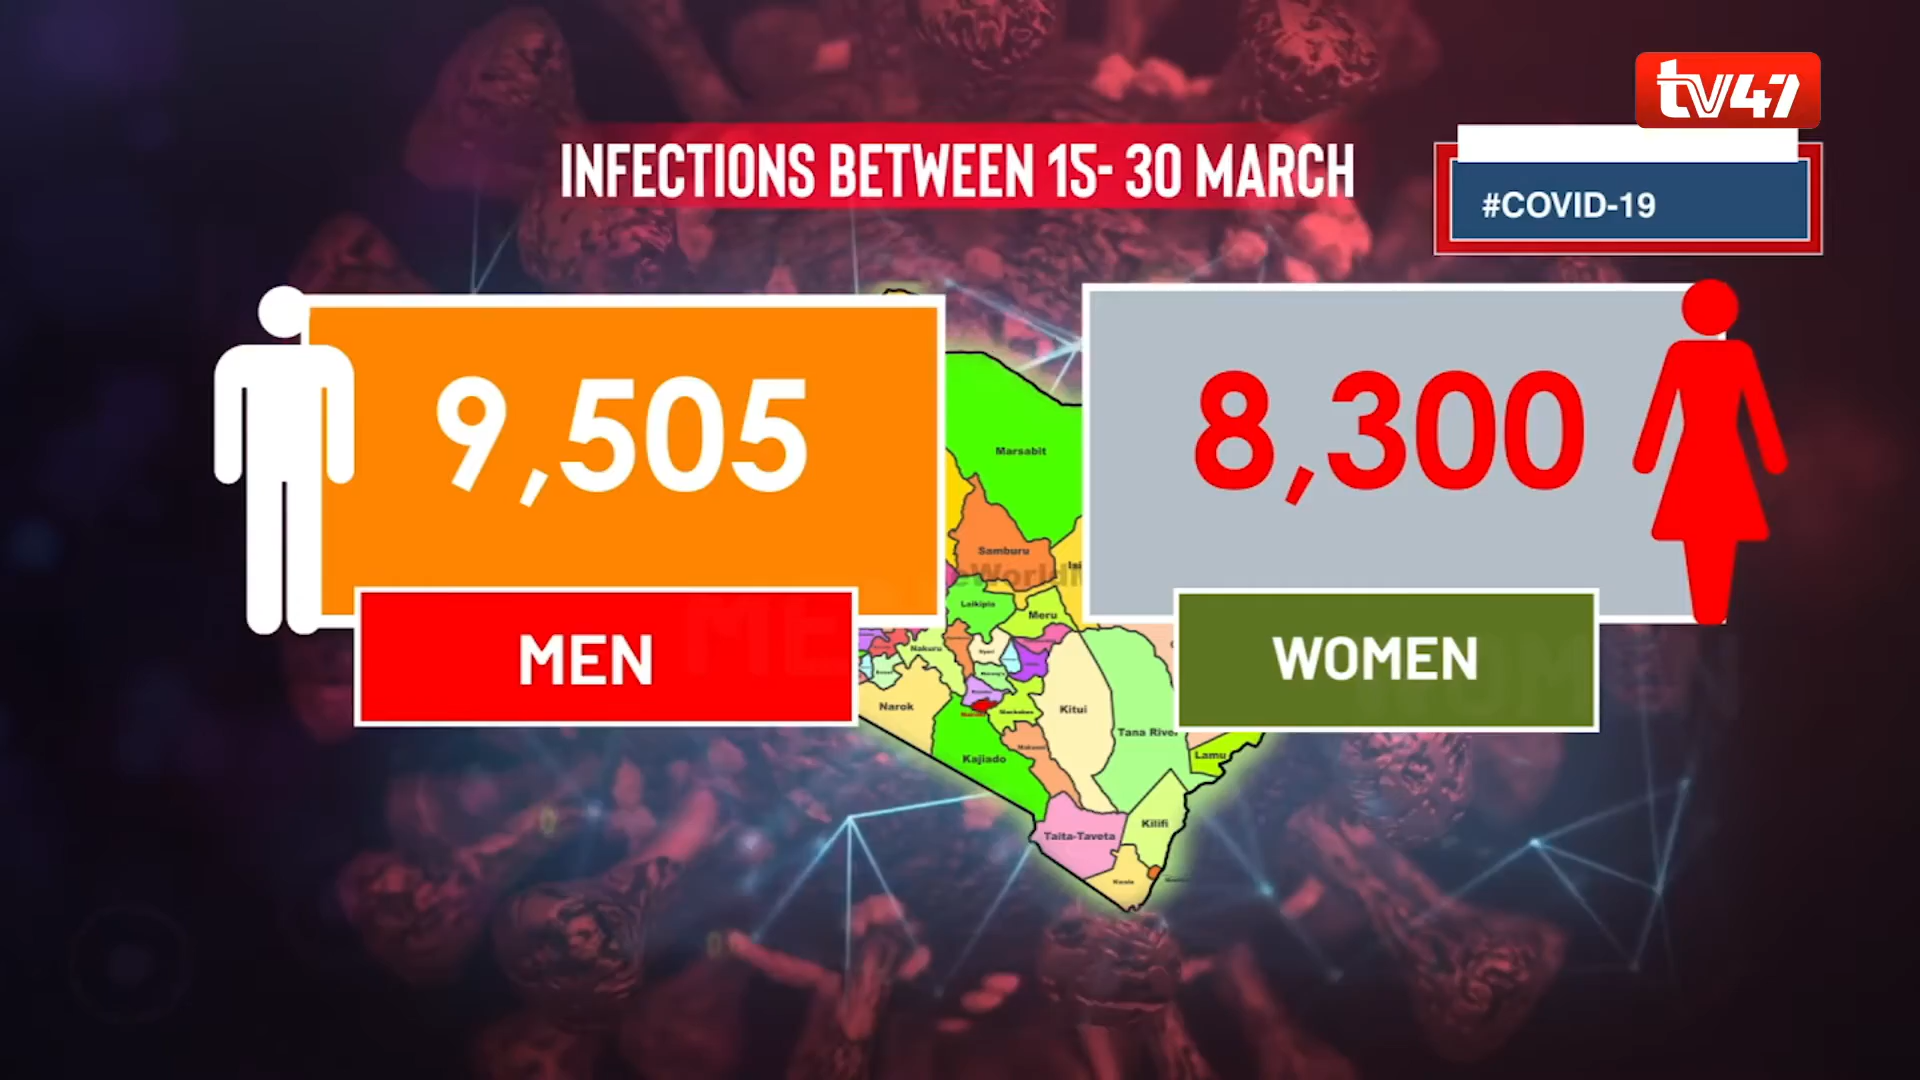 tv47
INFECTIONS BETWEEN 15- 30 MARCH
#COVID-19
9,505
8,300
MEN
WOMEN
Marsabit
Samburu
Laikipia
Meru
Nakuru
Narok
Kitui
Tana River
Kajiado
Lamu
Taita-Taveta
Kilifi